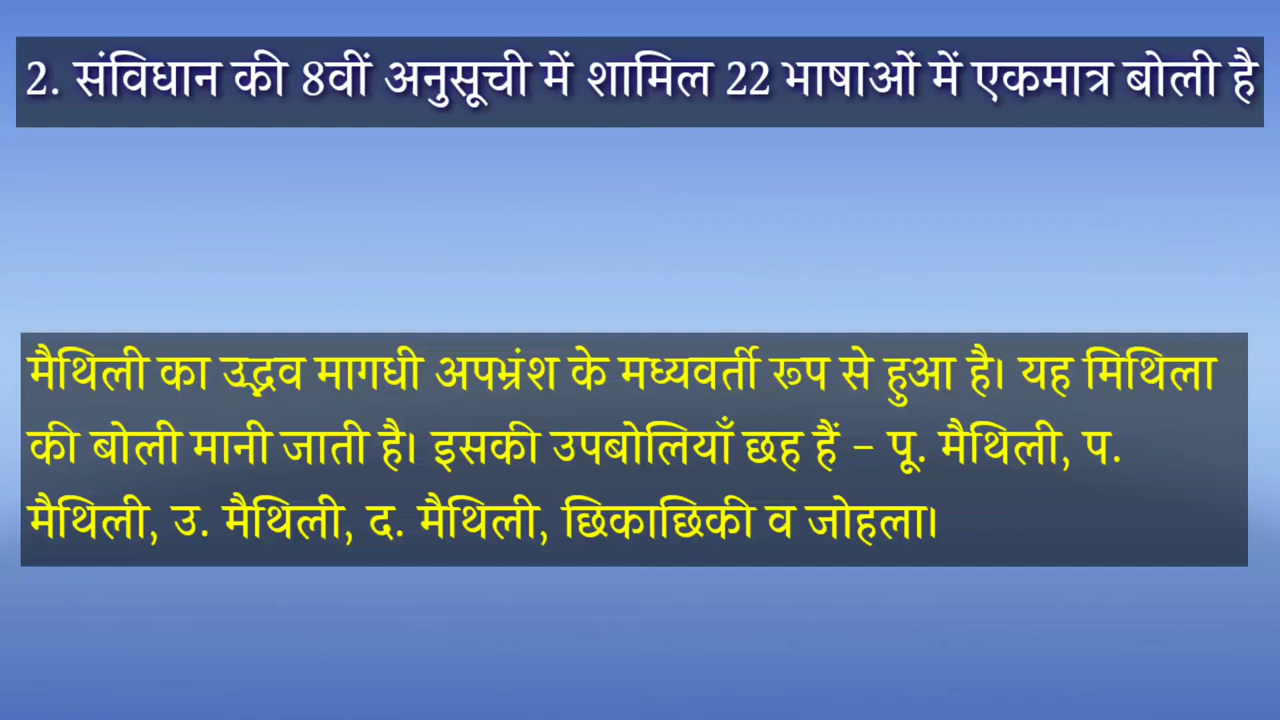 2. संविधान की 8वीं अनुसूची में शामिल 22 भाषाओं में एकमात्र बोली है
मैथिली का उद्भव मागधी अपभ्रंश के मध्यवर्ती रूप से हुआ है। यह मिथिला
की बोली मानी जाती है। इसकी उपबोलियाँ छह हैं – पू. मैथिली, प.
मैथिली, उ. मैथिली, द. मैथिली, छिकाछिकी व जोहला।